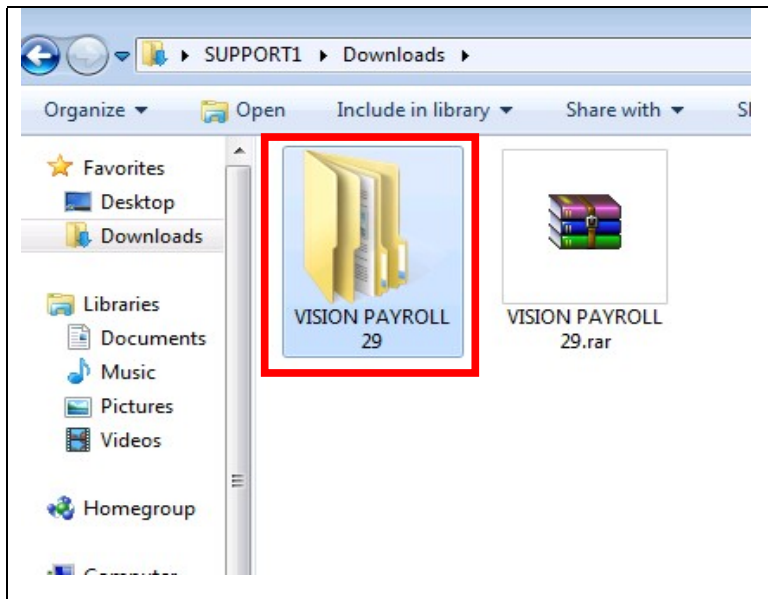 SUPPORT1 ▸ Downloads ▸
Organize Open Include in library Share with
Favorites
Desktop
Downloads
Libraries
Documents
Music
Pictures
Videos
Homegroup
VISION PAYROLL
29
VISION PAYROLL
29.rar